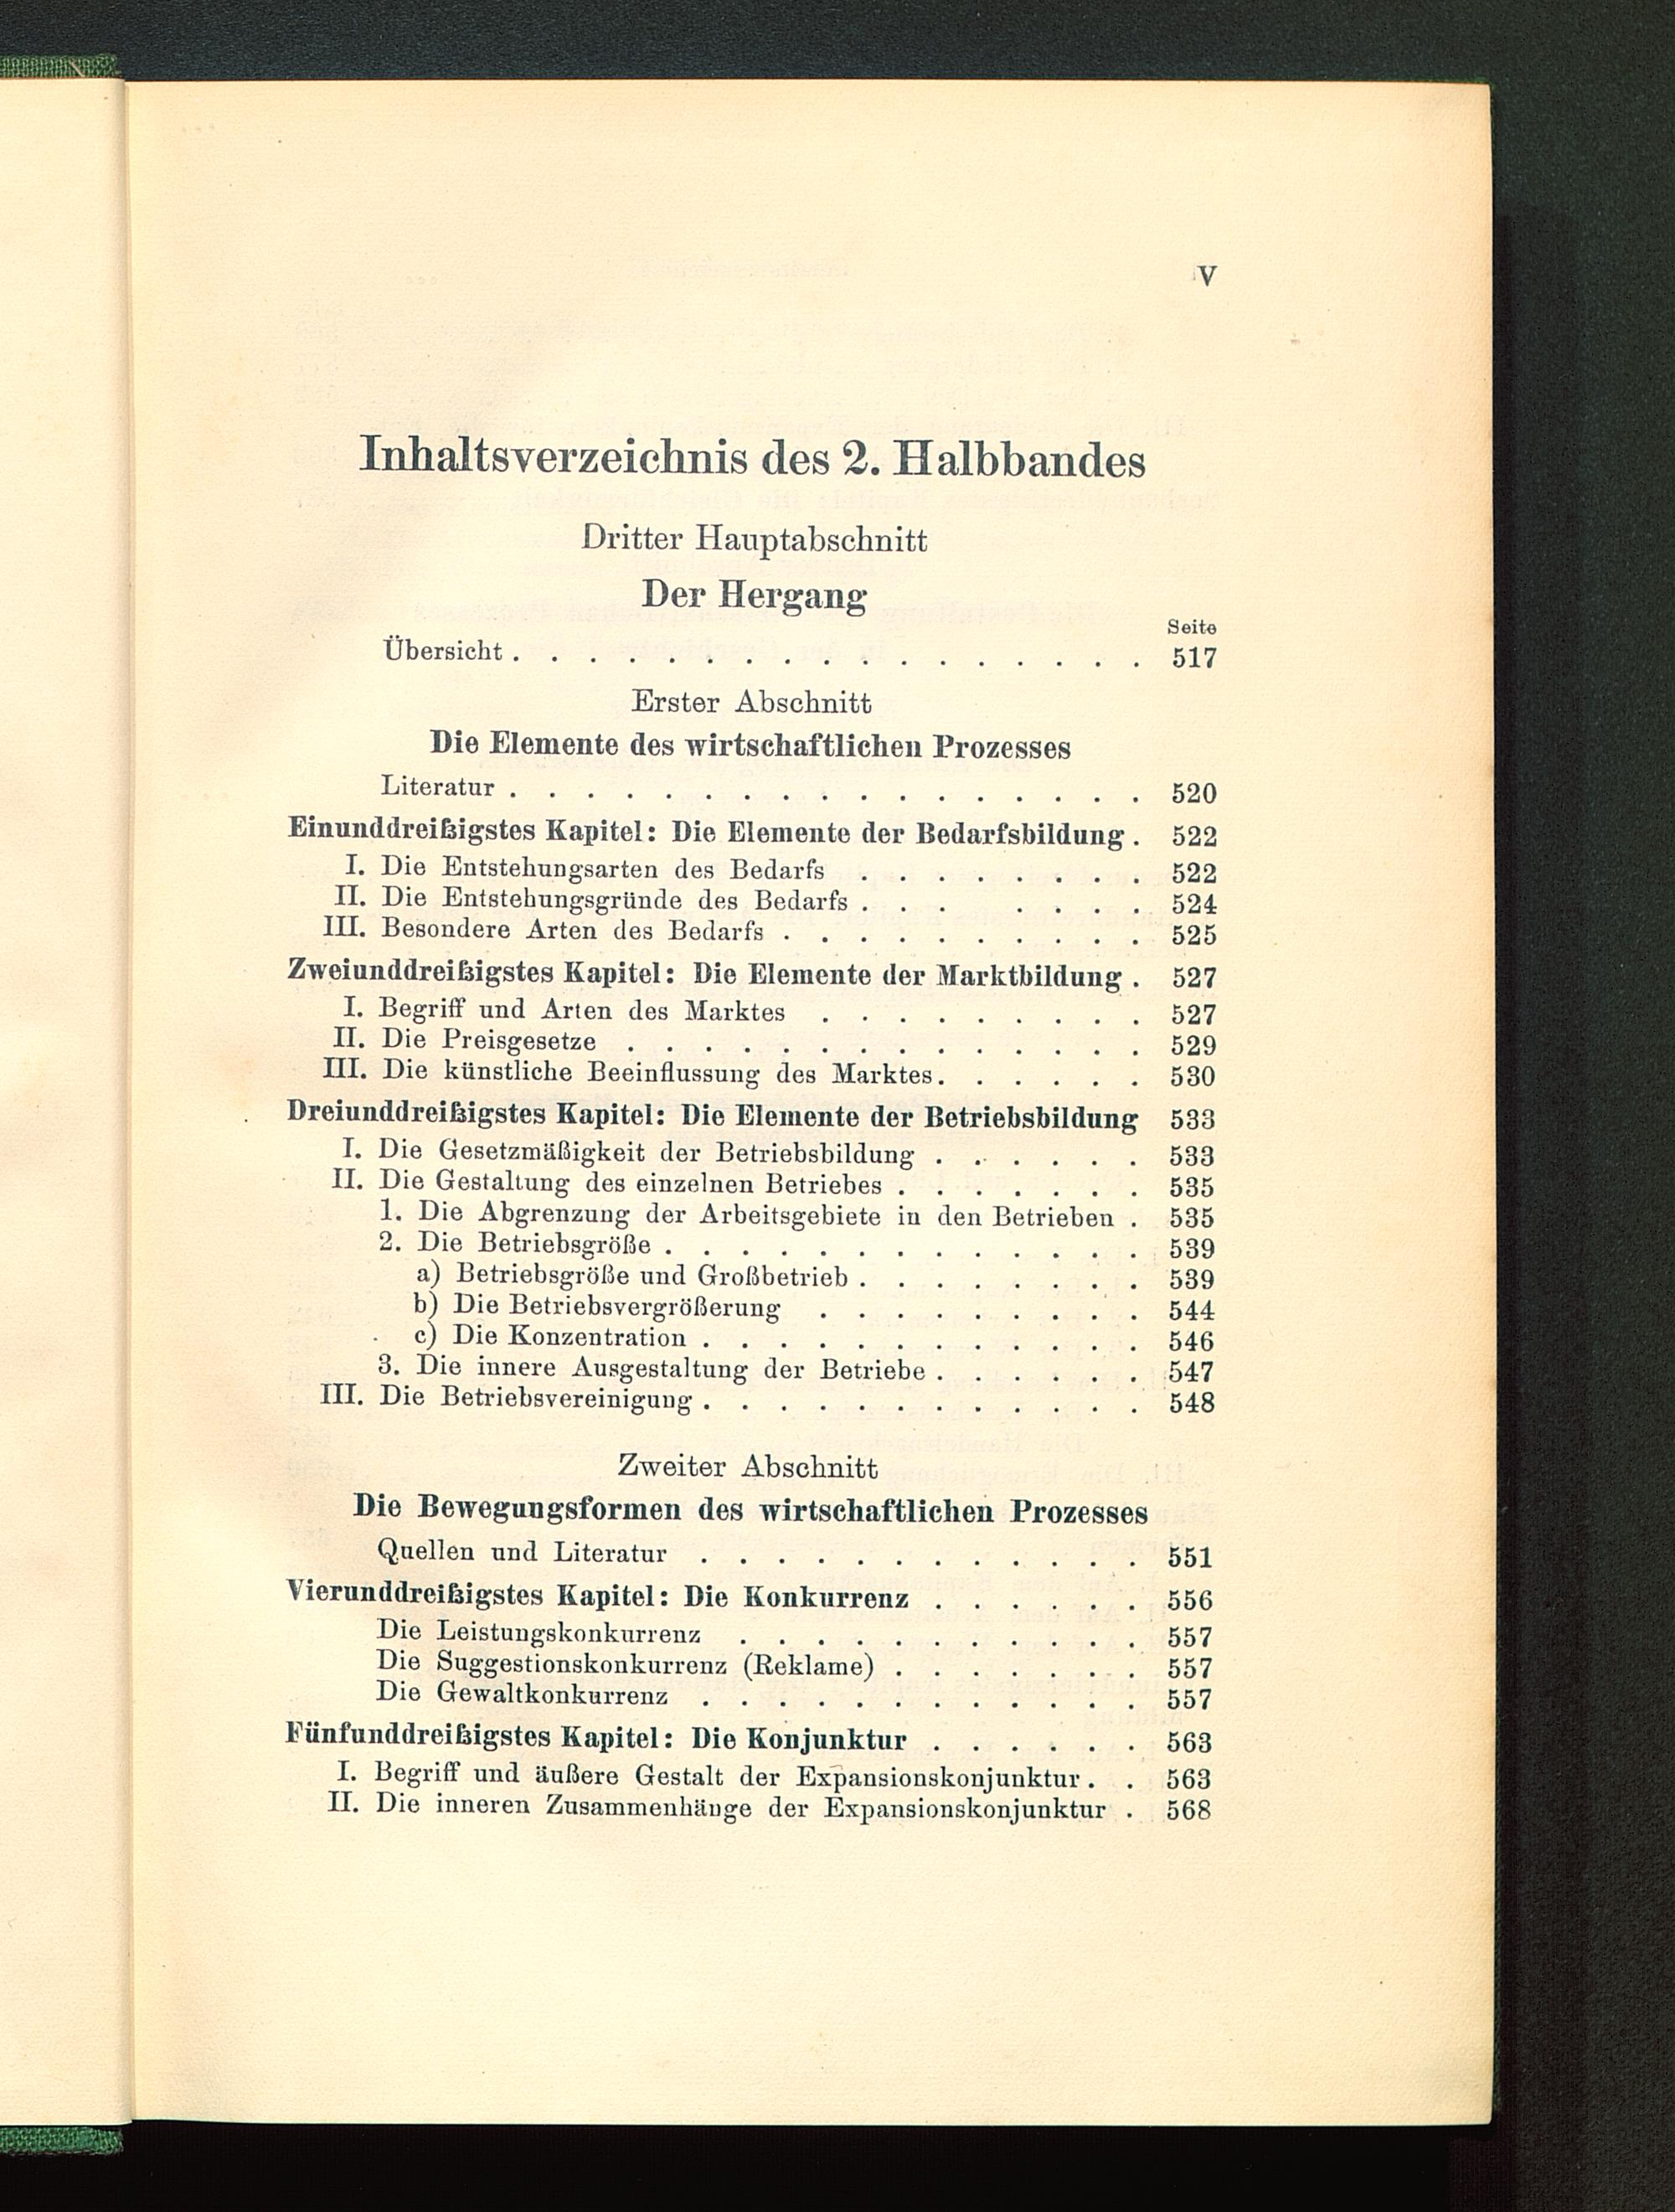 V
Inhaltsverzeichnis des 2. Halbbandes
Dritter Hauptabschnitt
Der Hergang
Seite
Übersicht . . . . . . . . . . . . . . . . . 517
Erster Abschnitt
Die Elemente des wirtschaftlichen Prozesses
Literatur . . . . . . . . . . . . . . . . . 520
Einunddreißigstes Kapitel: Die Elemente der Bedarfsbildung . 522
I. Die Entstehungsarten des Bedarfs . . . . . . . . 522
II. Die Entstehungsgründe des Bedarfs . . . . . . . 524
III. Besondere Arten des Bedarfs . . . . . . . . . . 525
Zweiunddreißigstes Kapitel: Die Elemente der Marktbildung . 527
I. Begriff und Arten des Marktes . . . . . . . . . 527
II. Die Preisgesetze . . . . . . . . . . . . . . 529
III. Die künstliche Beeinflussung des Marktes . . . . . . 530
Dreiunddreißigstes Kapitel: Die Elemente der Betriebsbildung 533
I. Die Gesetzmäßigkeit der Betriebsbildung . . . . . . 533
II. Die Gestaltung des einzelnen Betriebes . . . . . . . 535
1. Die Abgrenzung der Arbeitsgebiete in den Betrieben . 535
2. Die Betriebsgröße . . . . . . . . . . . . . 539
a) Betriebsgröße und Großbetrieb . . . . . . . . 539
b) Die Betriebsvergrößerung . . . . . . . . . 544
c) Die Konzentration . . . . . . . . . . . . 546
3. Die innere Ausgestaltung der Betriebe . . . . . . 547
III. Die Betriebsvereinigung . . . . . . . . . . . . 548
Zweiter Abschnitt
Die Bewegungsformen des wirtschaftlichen Prozesses
Quellen und Literatur . . . . . . . . . . . . 551
Vierunddreißigstes Kapitel: Die Konkurrenz . . . . . . 556
Die Leistungskonkurrenz . . . . . . . . . . . 557
Die Suggestionskonkurrenz (Reklame) . . . . . . . 557
Die Gewaltkonkurrenz . . . . . . . . . . . . 557
Fünfunddreißigstes Kapitel: Die Konjunktur . . . . . . 563
I. Begriff und äußere Gestalt der Expansionskonjunktur . . 563
II. Die inneren Zusammenhänge der Expansionskonjunktur . 568